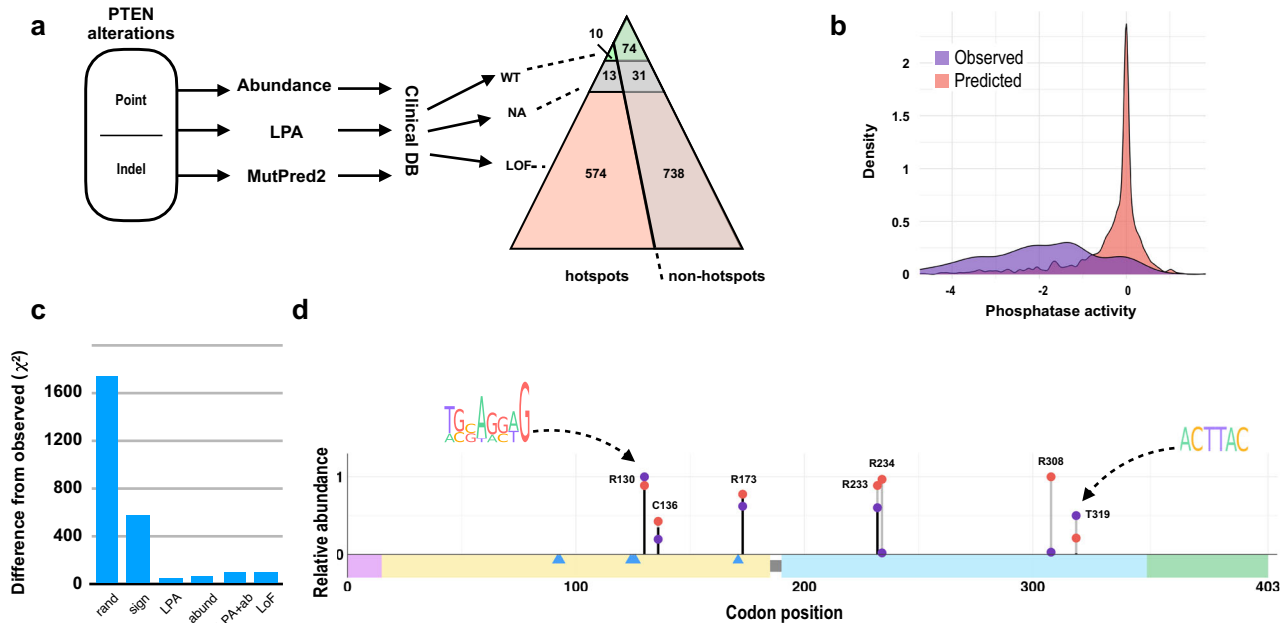 a
PTEN
alterations
Point
Indel
Abundance
LPA
MutPred2
Clinical DB
WT
NA
LOF
10
74
13
31
574
738
hotspots
non-hotspots
b
Observed
Predicted
Density
2
1.5
1
0.5
0
-4
-2
0
Phosphatase activity
c
Difference from observed (χ²)
1600
1200
800
400
0
rand
sign
LPA
abund
PA+ab
LoF
d
TGCAGGAG
ACGTACT
ACTTAC
Relative abundance
1
0
R130
C136
R173
R233
R234
R308
T319
0
100
200
300
403
Codon position